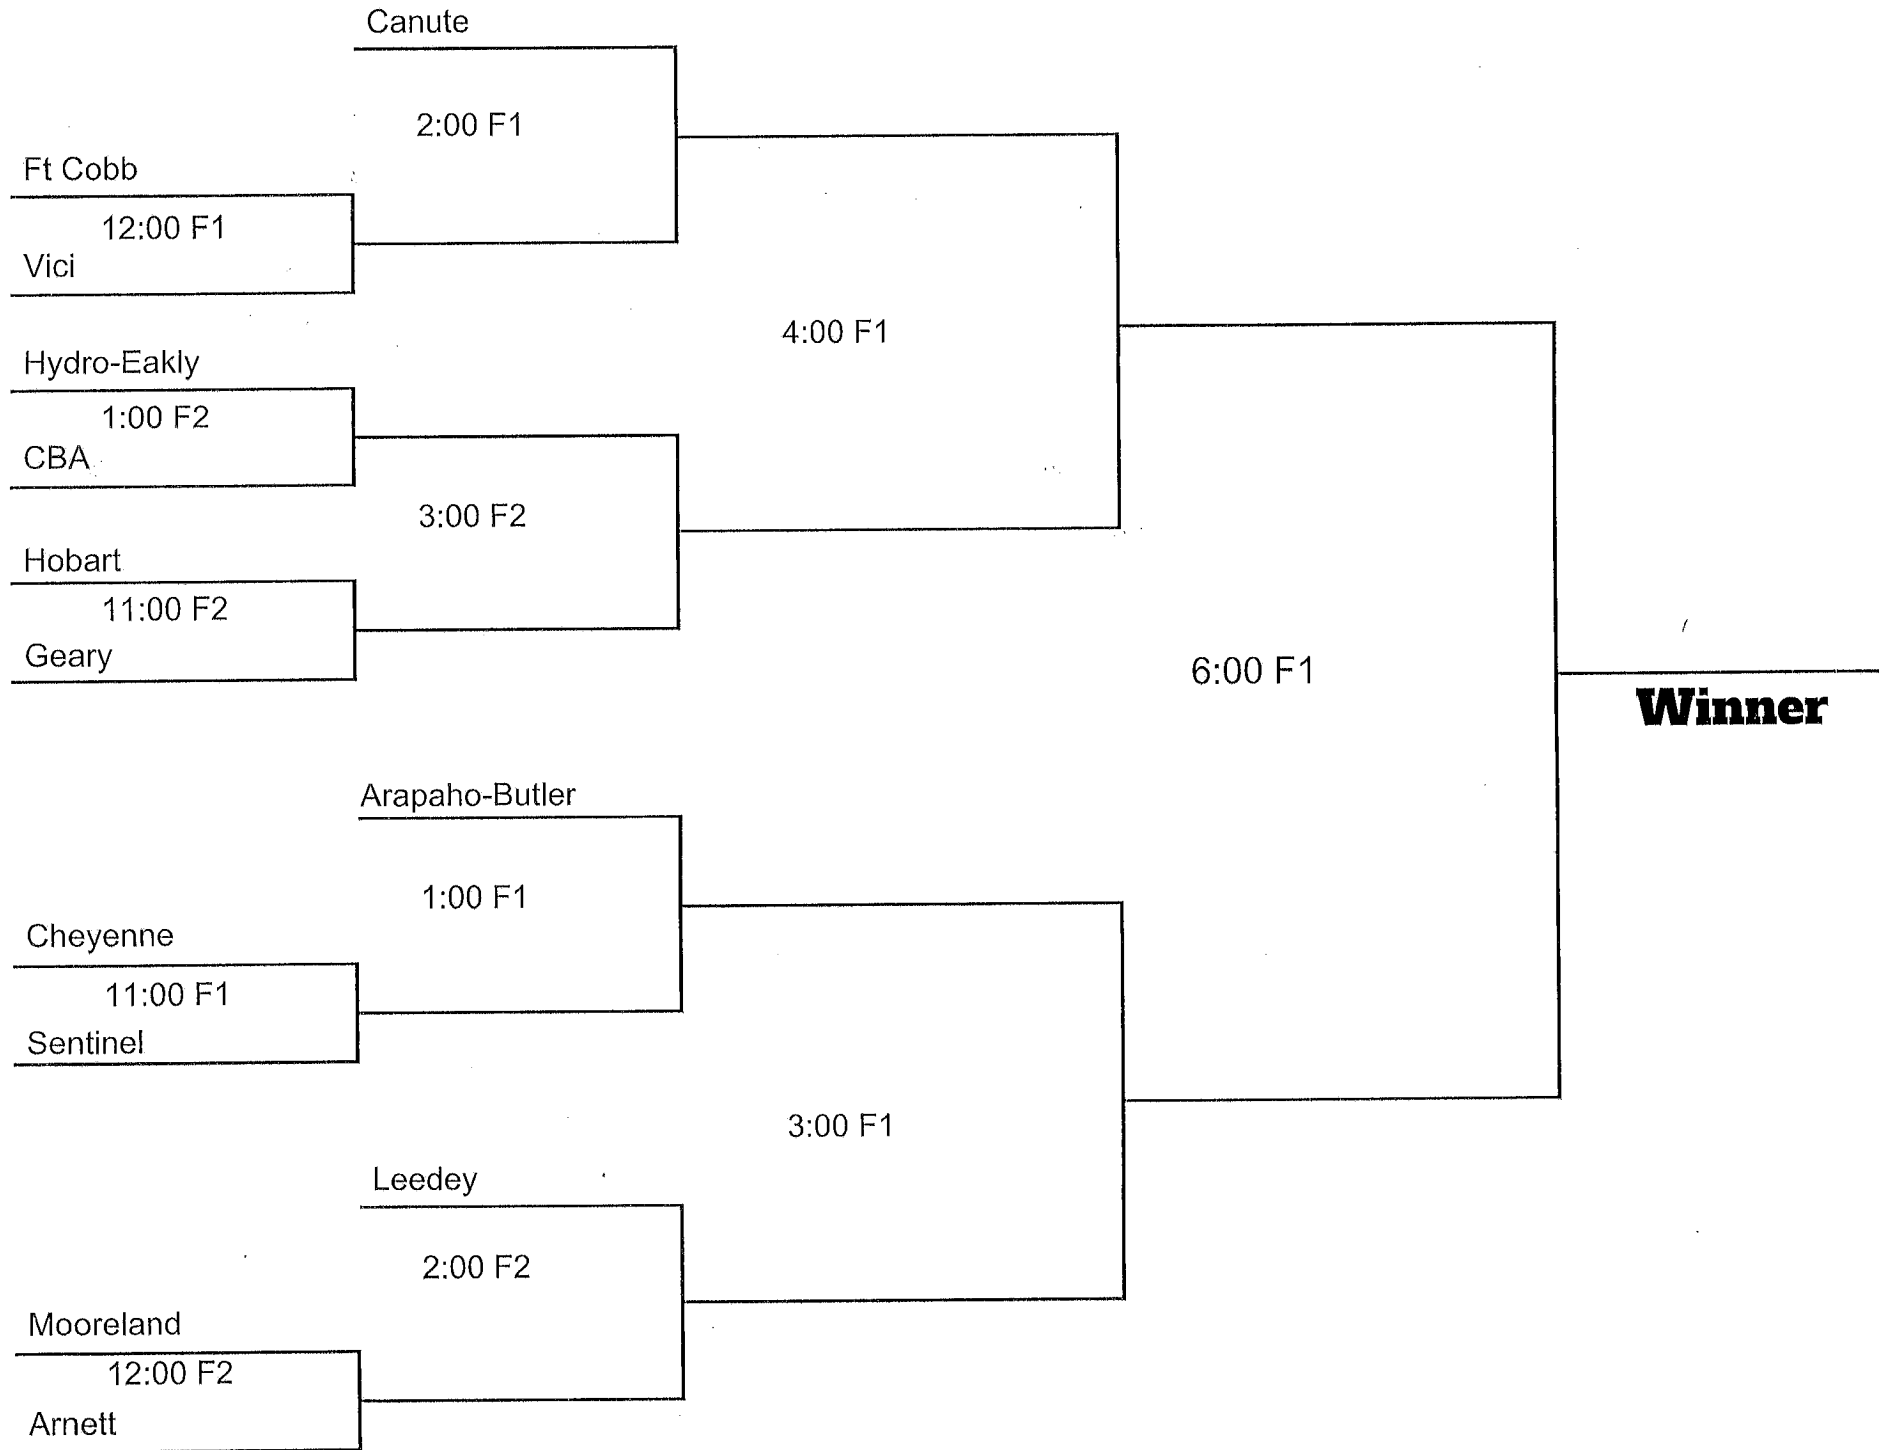 Canute
2:00 F1
Ft Cobb
12:00 F1
Vici
Hydro-Eakly
1:00 F2
CBA
3:00 F2
Hobart
11:00 F2
Geary
4:00 F1
6:00 F1
Winner
Arapaho-Butler
1:00 F1
Cheyenne
11:00 F1
Sentinel
3:00 F1
Leedey
2:00 F2
Mooreland
12:00 F2
Arnett